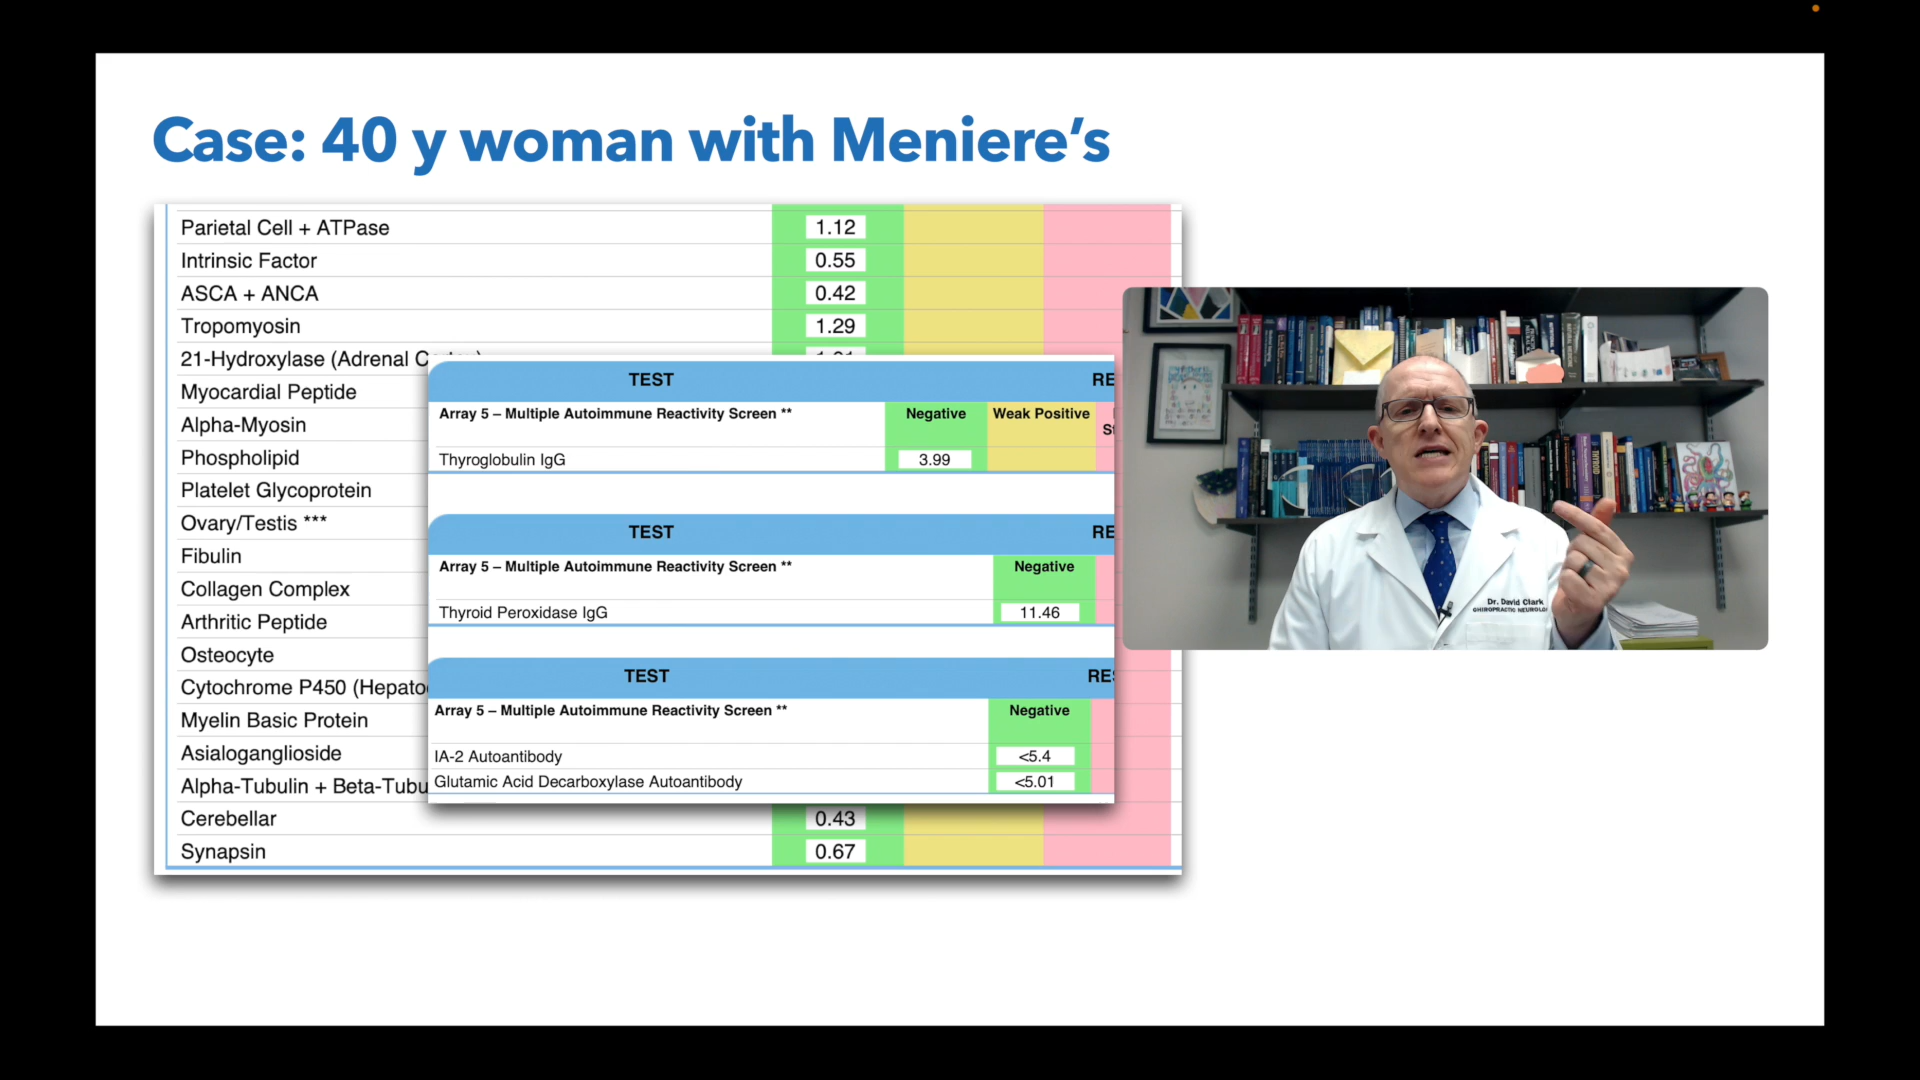 Case: 40 y woman with Meniere's
Parietal Cell + ATPase 1.12
Intrinsic Factor 0.55
ASCA + ANCA 0.42
Tropomyosin 1.29
21-Hydroxylase (Adrenal
Myocardial Peptide
Alpha-Myosin
Phospholipid
Platelet Glycoprotein
Ovary/Testis ***
Fibulin
Collagen Complex
Arthritic Peptide
Osteocyte
Cytochrome P450 (Hepato
Myelin Basic Protein
Asialoganglioside
Alpha-Tubulin + Beta-Tubu
Cerebellar 0.43
Synapsin 0.67
TEST RE
Array 5 – Multiple Autoimmune Reactivity Screen ** Negative Weak Positive
Thyroglobulin IgG 3.99
TEST RE
Array 5 – Multiple Autoimmune Reactivity Screen ** Negative
Thyroid Peroxidase IgG 11.46
TEST RES
Array 5 – Multiple Autoimmune Reactivity Screen ** Negative
IA-2 Autoantibody <5.4
Glutamic Acid Decarboxylase Autoantibody <5.01
Dr. David Clark
CHIROPRACTIC NEUROLO